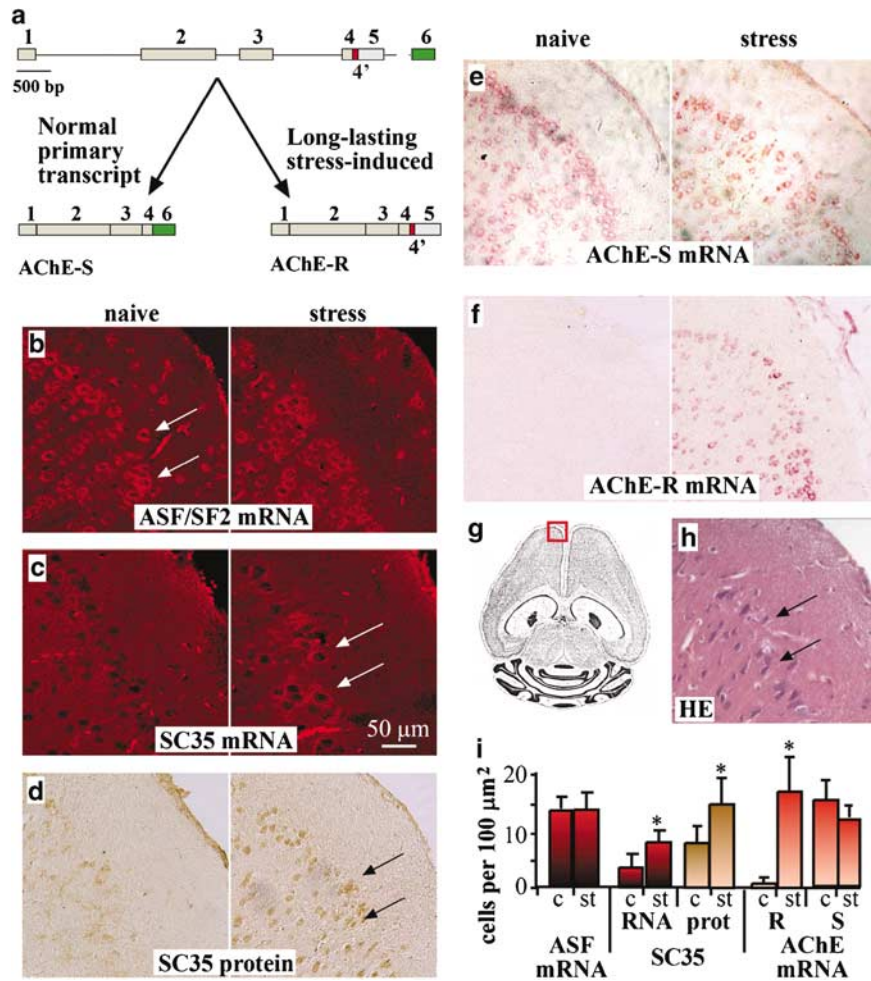 a
1 2 3 4 5 6
4'
500 bp
Normal
primary
transcript
Long-lasting
stress-induced
1 2 3 4 6
AChE-S
1 2 3 4 5
4'
AChE-R
naive stress
b
ASF/SF2 mRNA
c
50 μm
SC35 mRNA
d
SC35 protein
naive stress
e
AChE-S mRNA
f
AChE-R mRNA
g
h
HE
i
cells per 100 μm²
20
10
0
* * *
c st c st c st c st c st
RNA prot R S
ASF
mRNA
SC35
AChE
mRNA